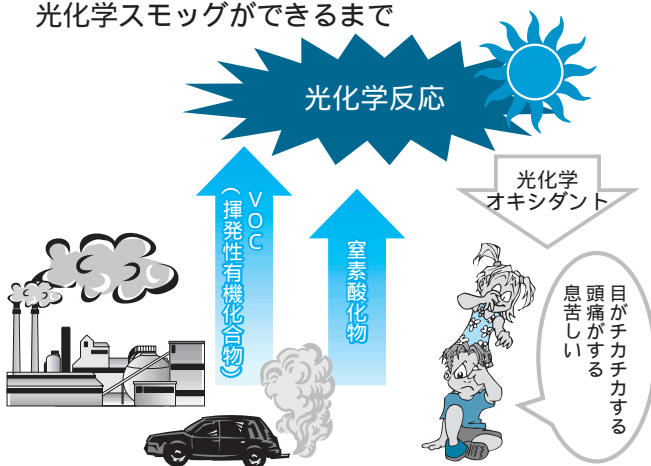 光化学スモッグができるまで
光化学反応
VOC
(揮発性有機化合物)
窒素酸化物
光化学
オキシダント
目がチカチカする
頭痛がする
息苦しい